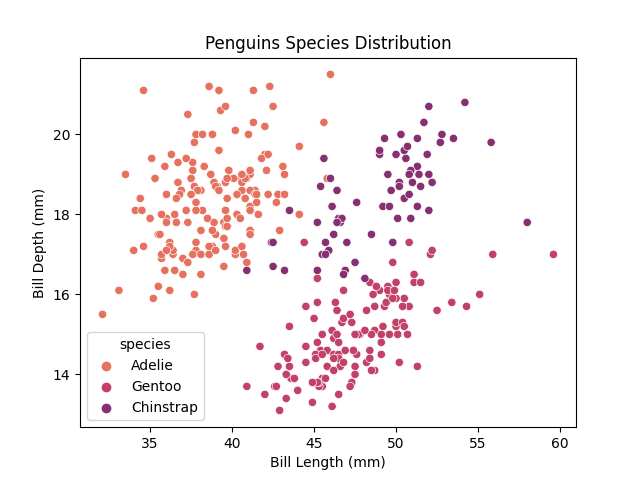 Penguins Species Distribution
Bill Depth (mm)
20
18
16
14
species
Adelie
Gentoo
Chinstrap
35 40 45 50 55 60
Bill Length (mm)